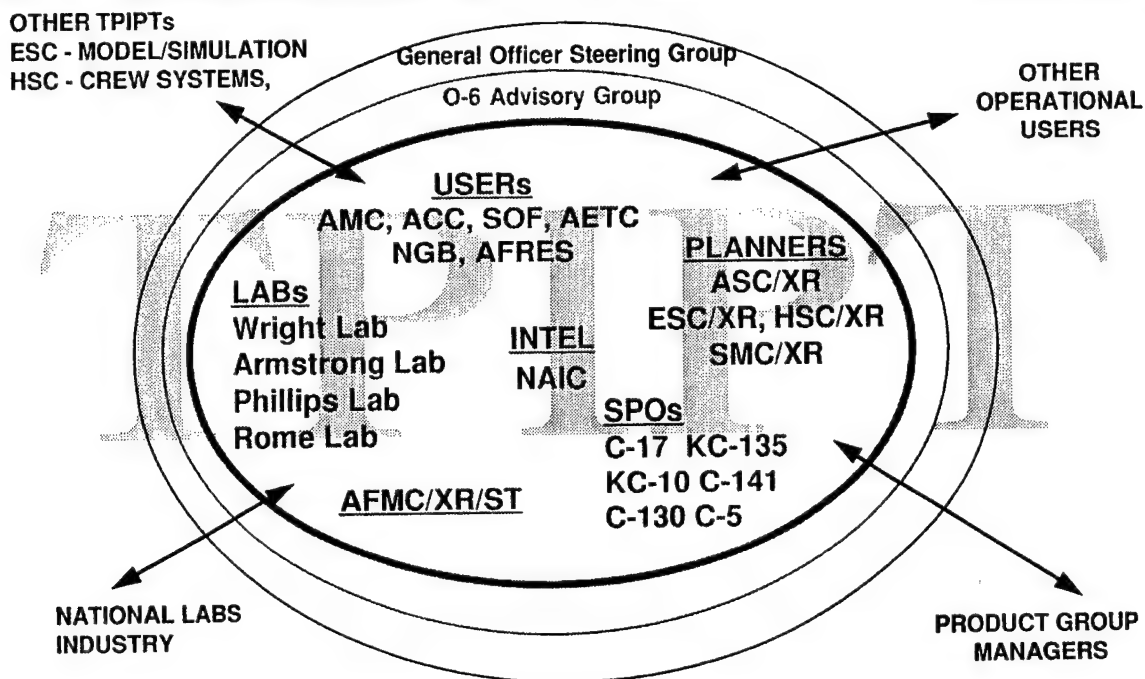 OTHER TPIPTs
ESC - MODEL/SIMULATION
HSC - CREW SYSTEMS,
General Officer Steering Group
O-6 Advisory Group
OTHER
OPERATIONAL
USERS
TPIPT
USERs
AMC, ACC, SOF, AETC
NGB, AFRES
PLANNERS
ASC/XR
ESC/XR, HSC/XR
SMC/XR
LABs
Wright Lab
Armstrong Lab
Phillips Lab
Rome Lab
INTEL
NAIC
SPOs
C-17 KC-135
KC-10 C-141
C-130 C-5
AFMC/XR/ST
NATIONAL LABS
INDUSTRY
PRODUCT GROUP
MANAGERS